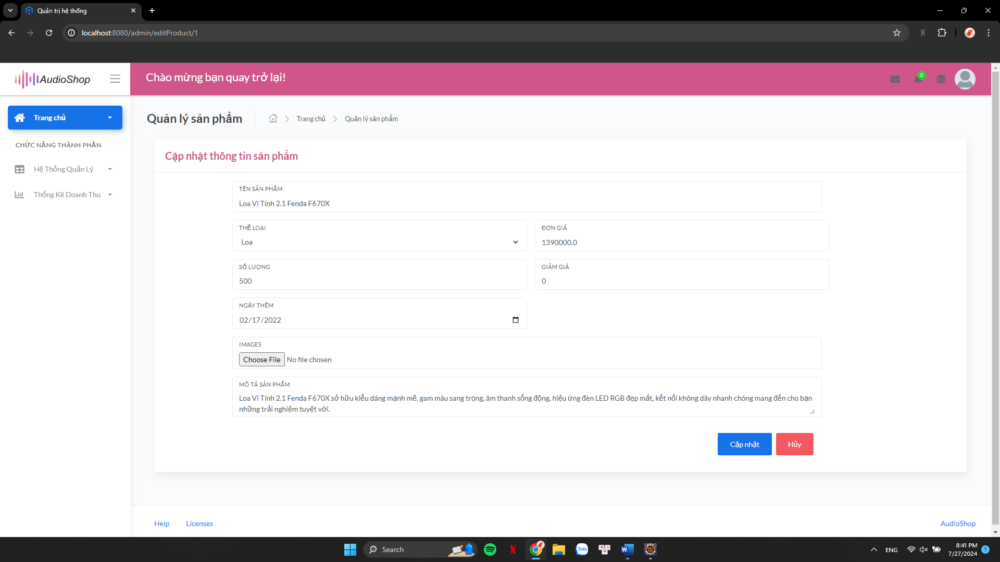 Quản trị hệ thống
localhost:8080/admin/editProduct/1
AudioShop
Chào mừng bạn quay trở lại!
0
Trang chủ
CHỨC NĂNG THÀNH PHẦN
Hệ Thống Quản Lý
Thống Kê Doanh Thu
Quản lý sản phẩm
Trang chủ
Quản lý sản phẩm
Cập nhật thông tin sản phẩm
TÊN SẢN PHẨM
Loa Vi Tính 2.1 Fenda F670X
THỂ LOẠI
Loa
ĐƠN GIÁ
1390000.0
SỐ LƯỢNG
500
GIẢM GIÁ
0
NGÀY THÊM
02/17/2022
IMAGES
Choose File No file chosen
MÔ TẢ SẢN PHẨM
Loa Vi Tính 2.1 Fenda F670X sở hữu kiểu dáng mạnh mẽ, gam màu sang trọng, âm thanh sống động, hiệu ứng đèn LED RGB đẹp mắt, kết nối không dây nhanh chóng mang đến cho bạn
những trải nghiệm tuyệt vời.
Cập nhật
Hủy
Help
Licenses
AudioShop
Search
Zalo
W
ENG
8:41 PM
7/27/2024
1